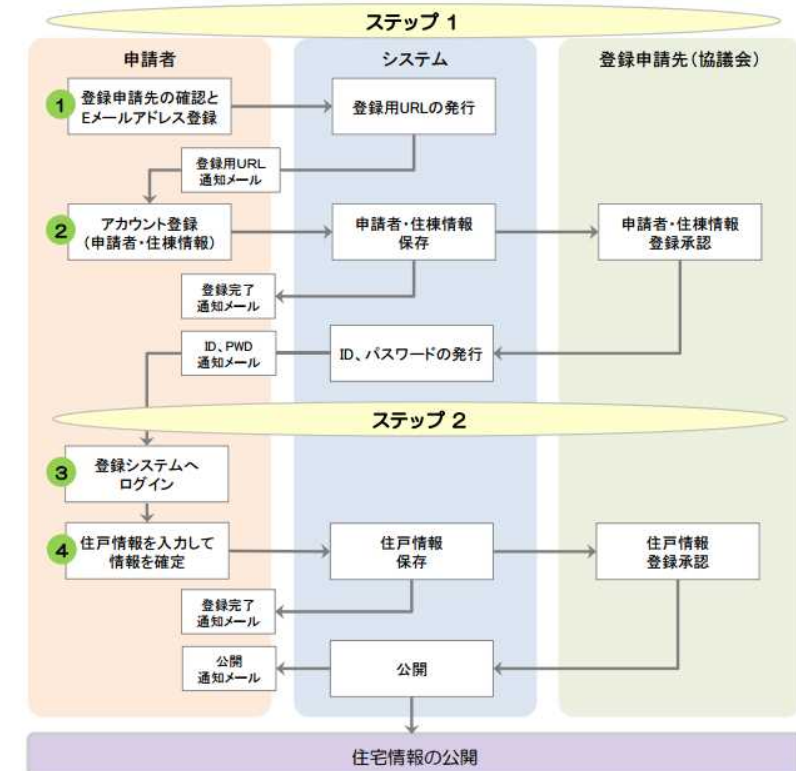 ステップ 1
申請者
システム
登録申請先(協議会)
1
登録申請先の確認と
Eメールアドレス登録
登録用URLの発行
登録用URL
通知メール
2
アカウント登録
(申請者・住棟情報)
申請者・住棟情報
保存
申請者・住棟情報
登録承認
登録完了
通知メール
ID、PWD
通知メール
ID、パスワードの発行
ステップ 2
3
登録システムへ
ログイン
4
住戸情報を入力して
情報を確定
住戸情報
保存
住戸情報
登録承認
登録完了
通知メール
公開
通知メール
公開
住宅情報の公開